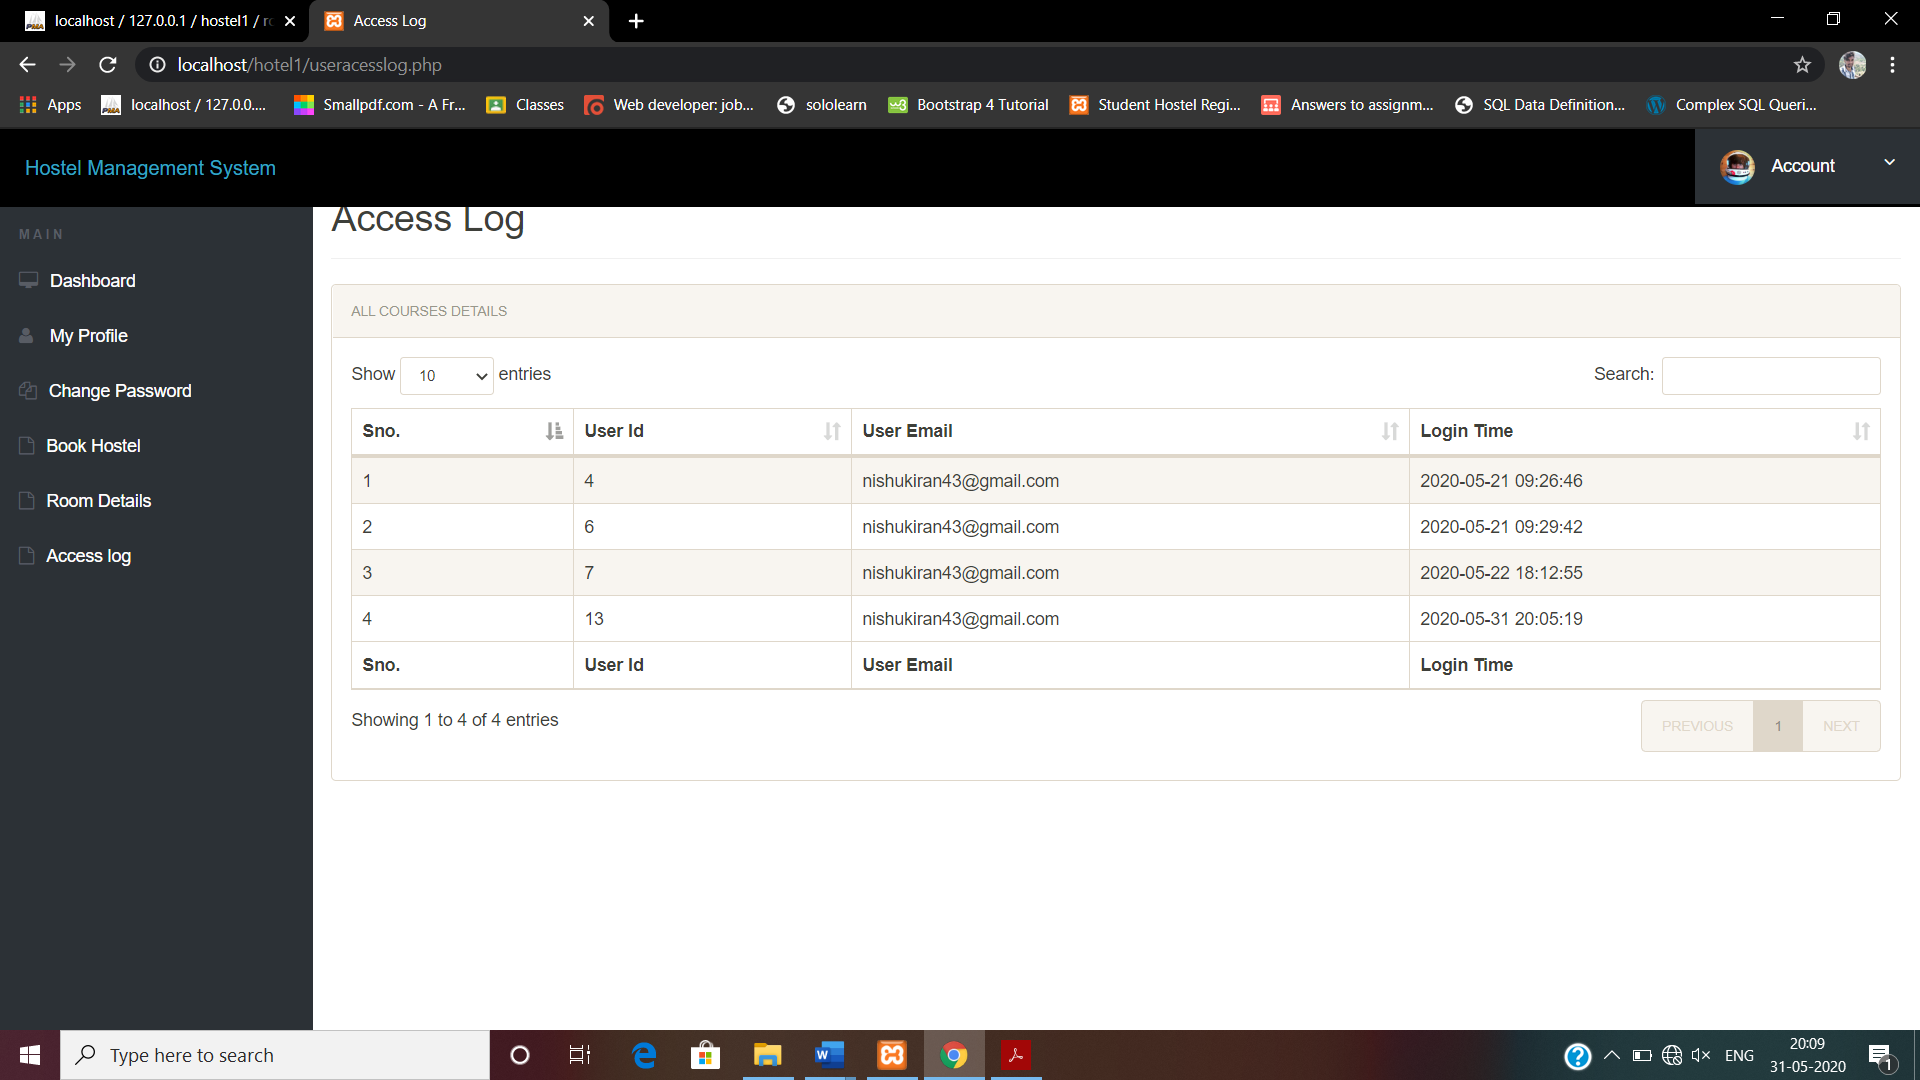 localhost / 127.0.0.1 / hostel1 / ro
Access Log
localhost/hotel1/useracesslog.php
Apps
localhost / 127.0.0....
Smallpdf.com - A Fr...
Classes
Web developer: job...
sololearn
Bootstrap 4 Tutorial
Student Hostel Regi...
Answers to assignm...
SQL Data Definition...
Complex SQL Queri...
Hostel Management System
Account
MAIN
Dashboard
My Profile
Change Password
Book Hostel
Room Details
Access log
Access Log
ALL COURSES DETAILS
Show 10 entries
Search:
Sno. User Id User Email Login Time
1 4 nishukiran43@gmail.com 2020-05-21 09:26:46
2 6 nishukiran43@gmail.com 2020-05-21 09:29:42
3 7 nishukiran43@gmail.com 2020-05-22 18:12:55
4 13 nishukiran43@gmail.com 2020-05-31 20:05:19
Sno. User Id User Email Login Time
Showing 1 to 4 of 4 entries
PREVIOUS 1 NEXT
Type here to search
ENG
20:09
31-05-2020
1